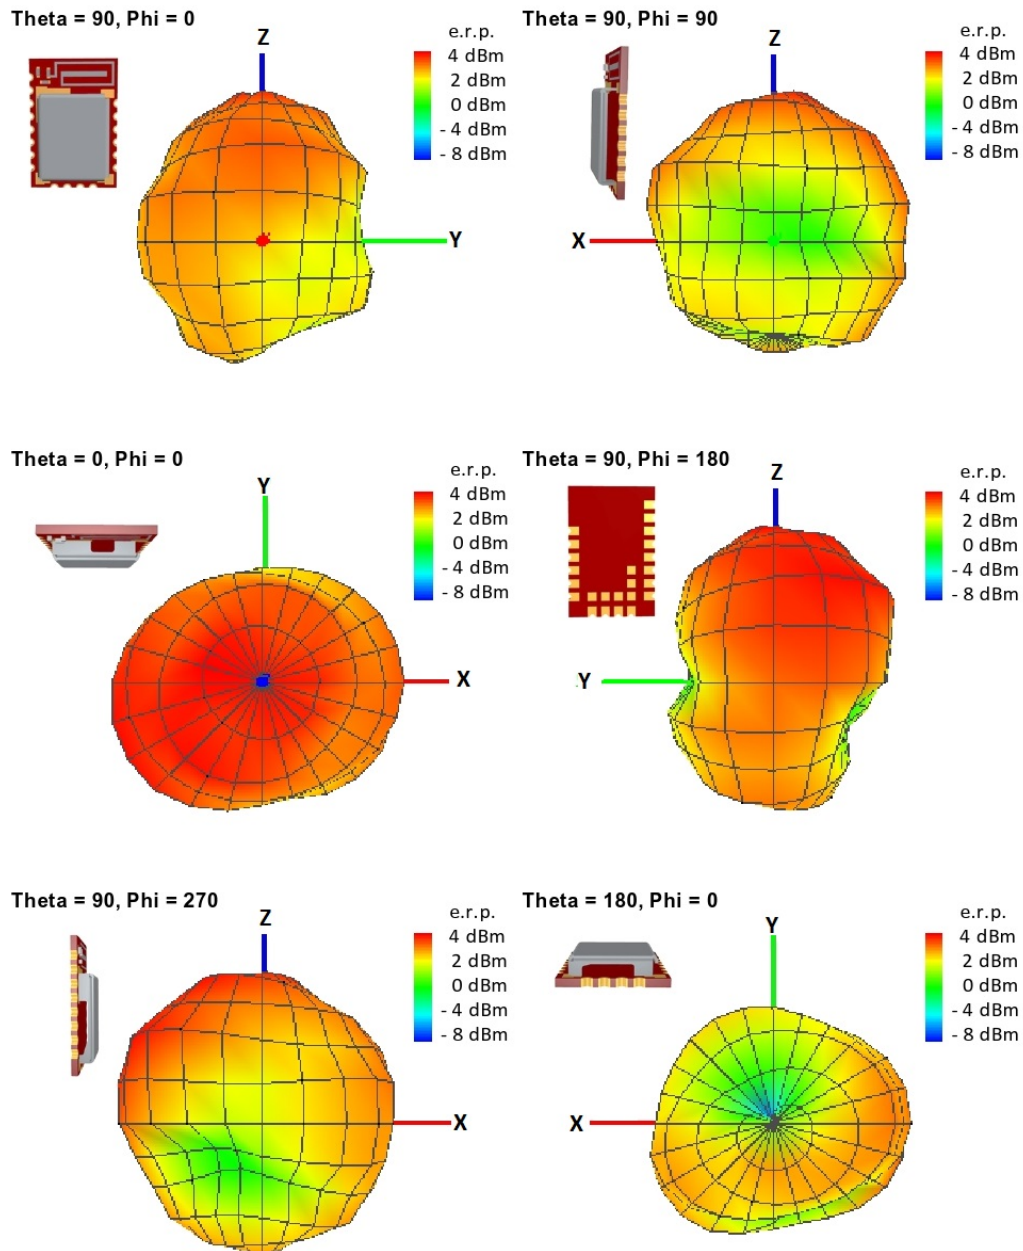 Theta = 90, Phi = 0
Z
e.r.p.
4 dBm
2 dBm
0 dBm
- 4 dBm
- 8 dBm
Y
Theta = 90, Phi = 90
Z
e.r.p.
4 dBm
2 dBm
0 dBm
- 4 dBm
- 8 dBm
X
Theta = 0, Phi = 0
Y
e.r.p.
4 dBm
2 dBm
0 dBm
- 4 dBm
- 8 dBm
X
Theta = 90, Phi = 180
Z
e.r.p.
4 dBm
2 dBm
0 dBm
- 4 dBm
- 8 dBm
Y
Theta = 90, Phi = 270
Z
e.r.p.
4 dBm
2 dBm
0 dBm
- 4 dBm
- 8 dBm
X
Theta = 180, Phi = 0
Y
e.r.p.
4 dBm
2 dBm
0 dBm
- 4 dBm
- 8 dBm
X